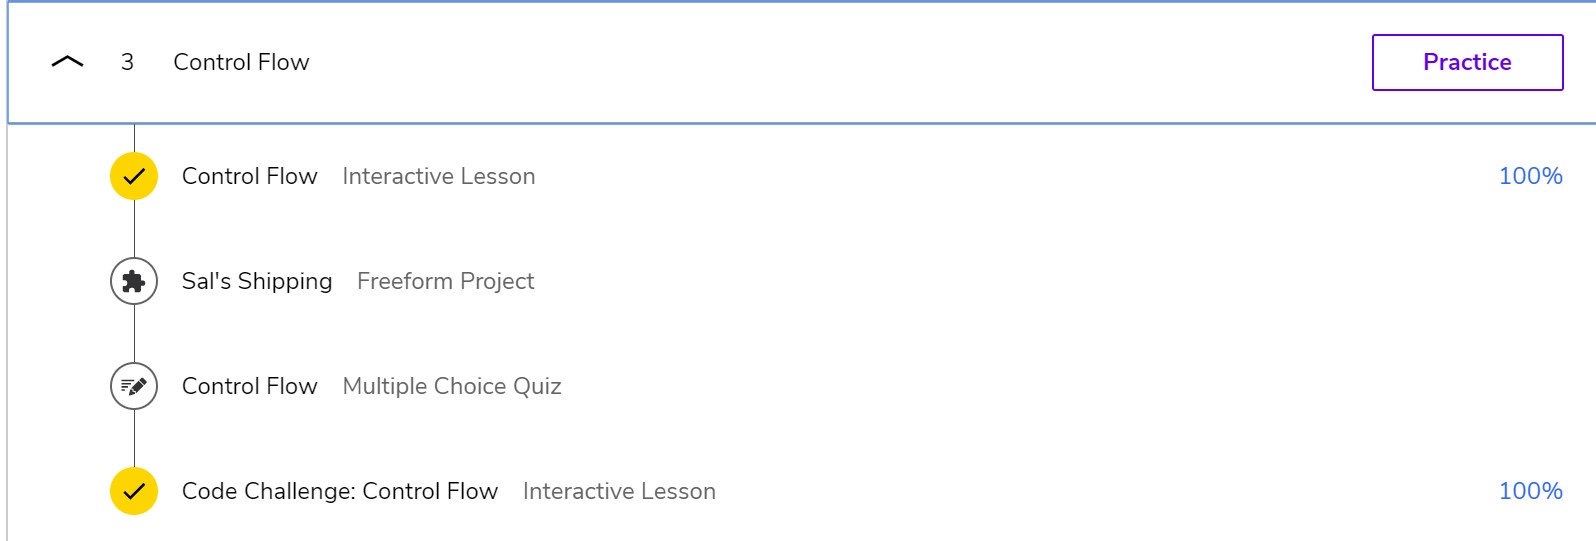 3 Control Flow Practice
Control Flow Interactive Lesson 100%
Sal's Shipping Freeform Project
Control Flow Multiple Choice Quiz
Code Challenge: Control Flow Interactive Lesson 100%